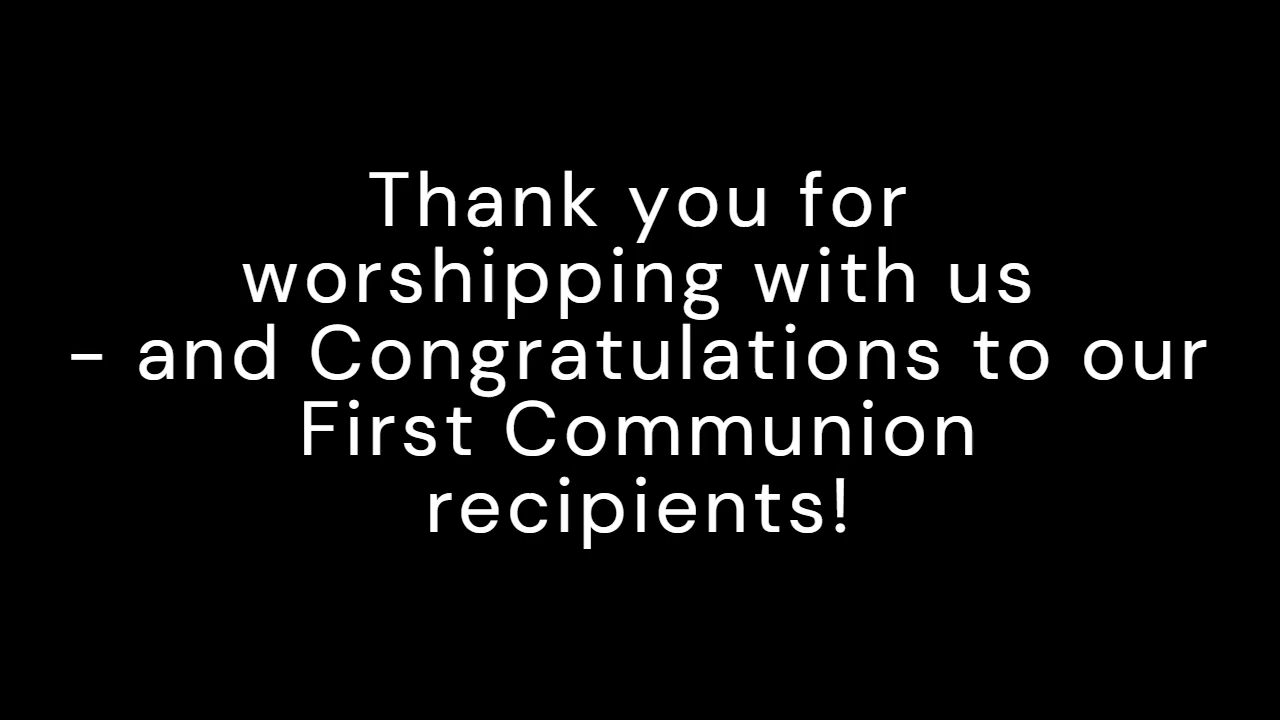 Thank you for
worshipping with us
- and Congratulations to our
First Communion
recipients!